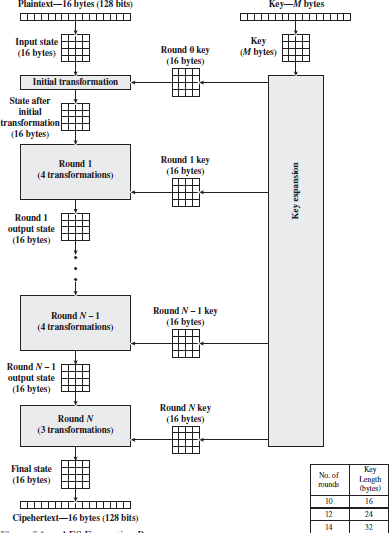 Plaintext—16 bytes (128 bits)
Key—M bytes
Input state
(16 bytes)
Key
(M bytes)
Round 0 key
(16 bytes)
Initial transformation
State after
initial
transformation
(16 bytes)
Round 1
(4 transformations)
Round 1 key
(16 bytes)
Key expansion
Round 1
output state
(16 bytes)
Round N – 1
(4 transformations)
Round N – 1 key
(16 bytes)
Round N – 1
output state
(16 bytes)
Round N
(3 transformations)
Round N key
(16 bytes)
Final state
(16 bytes)
Ciphertext—16 bytes (128 bits)
No. of
rounds
Key
Length
(bytes)
10 16
12 24
14 32